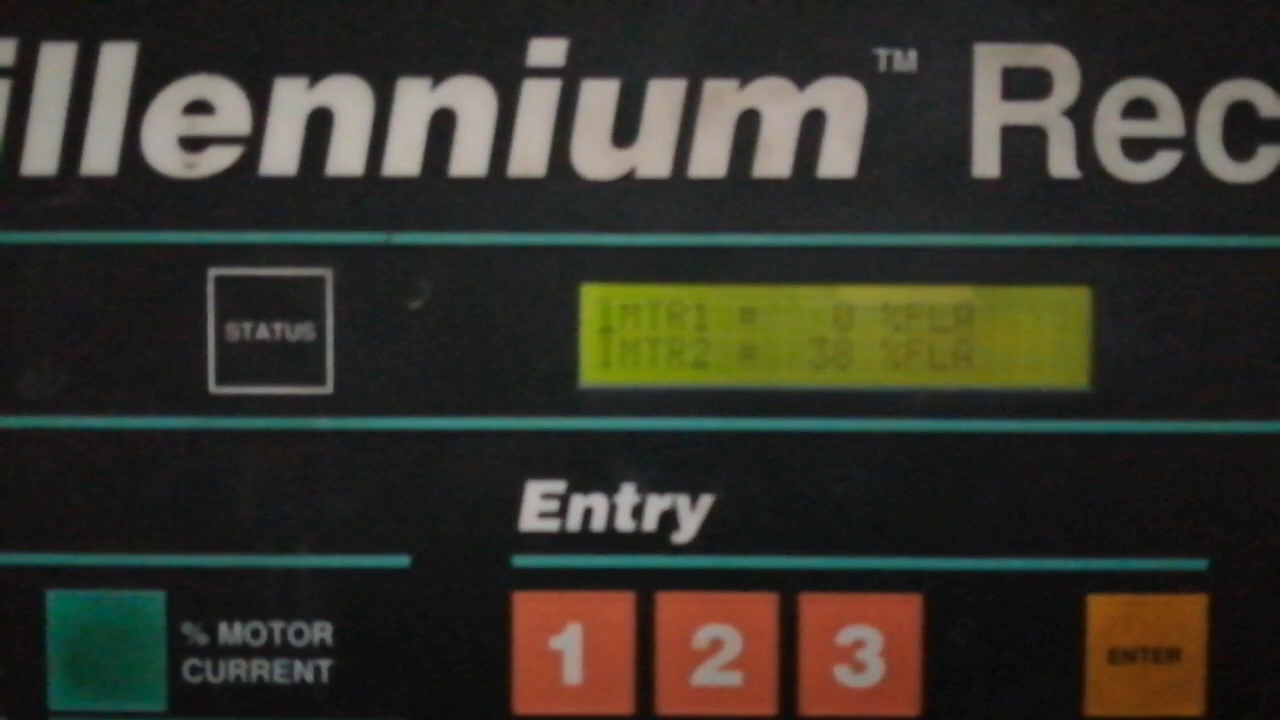 illennium™ Rec
STATUS
IMTR1 = 0 %FLA
IMTR2 = 38 %FLA
Entry
% MOTOR
CURRENT
1 2 3
ENTER